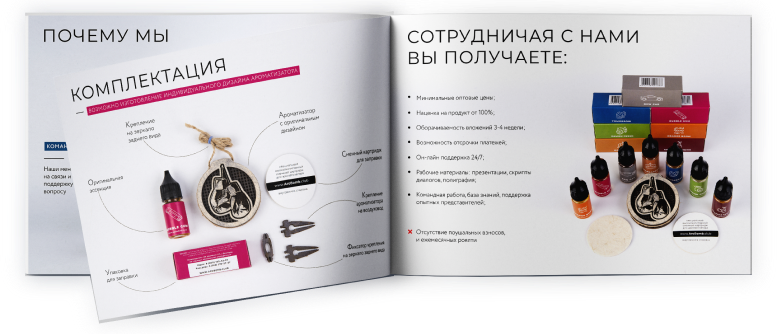 ПОЧЕМУ МЫ
КОМПЛЕКТАЦИЯ
ВОЗМОЖНО ИЗГОТОВЛЕНИЕ ИНДИВИДУАЛЬНОГО ДИЗАЙНА АРОМАТИЗАТОРА
Крепление
на зеркало
заднего вида
Ароматизатор
с оригинальным
дизайном
Сменный картридж
для заправки
Оригинальная
эссенция
Крепление
ароматизатора
на воздуховод
Фиксатор крепления
на зеркало заднего вида
Упаковка
для заправки
КОМАН
Наши мен
на связи и
поддержку
вопросу
СОТРУДНИЧАЯ С НАМИ
ВЫ ПОЛУЧАЕТЕ:
Минимальные оптовые цены;
Наценка на продукт от 100%;
Оборачиваемость вложений 3-4 недели;
Возможность отсрочки платежей;
Он-лайн поддержка 24/7;
Рабочие материалы: презентации, скрипты
диалогов, полиграфия;
Командная работа, база знаний, поддержка
опытных представителей;
Отсутствие паушальных взносов,
и ежемесячных роялти